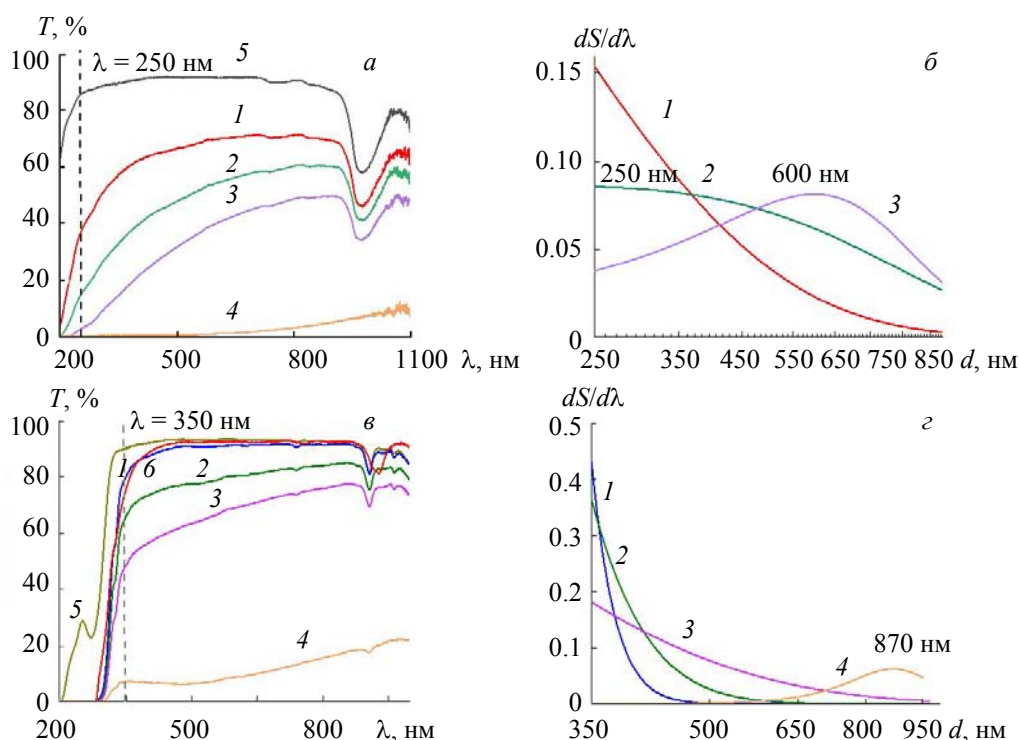 T, %
100
80
60
40
20
0
200 500 800 1100 λ, нм
λ = 250 нм
5
а
1
2
3
4
dS/dλ
0.15
0.10
0.05
0
250 350 450 550 650 750 850 d, нм
б
1
250 нм
2
600 нм
3
T, %
100
80
60
40
20
0
200 500 800 λ, нм
λ = 350 нм
в
1 6 2
3
5
4
dS/dλ
0.5
0.4
0.3
0.2
0.1
0
350 500 650 800 950 d, нм
г
1
2
3
870 нм
4